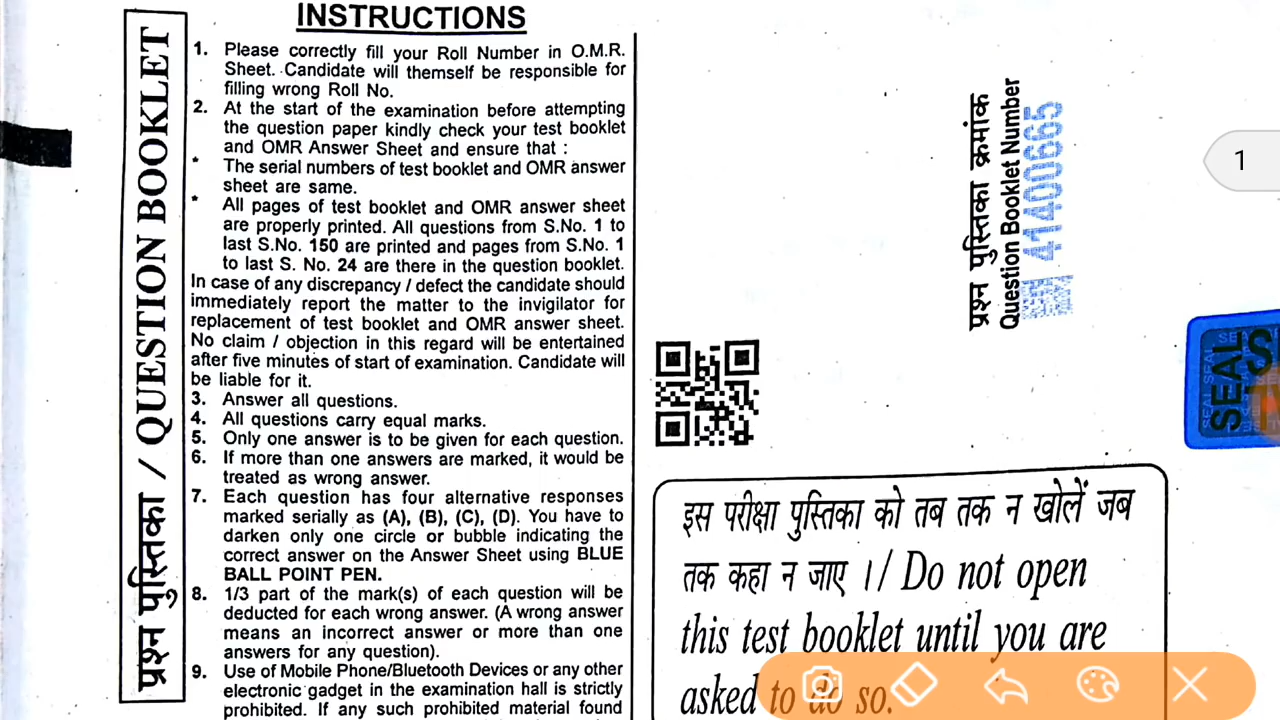 प्रश्न पुस्तिका / QUESTION BOOKLET
INSTRUCTIONS
1. Please correctly fill your Roll Number in O.M.R.
Sheet. Candidate will themself be responsible for
filling wrong Roll No.
2. At the start of the examination before attempting
the question paper kindly check your test booklet
and OMR Answer Sheet and ensure that :
* The serial numbers of test booklet and OMR answer
sheet are same.
* All pages of test booklet and OMR answer sheet
are properly printed. All questions from S.No. 1 to
last S.No. 150 are printed and pages from S.No. 1
to last S. No. 24 are there in the question booklet.
In case of any discrepancy / defect the candidate should
immediately report the matter to the invigilator for
replacement of test booklet and OMR answer sheet.
No claim / objection in this regard will be entertained
after five minutes of start of examination. Candidate will
be liable for it.
3. Answer all questions.
4. All questions carry equal marks.
5. Only one answer is to be given for each question.
6. If more than one answers are marked, it would be
treated as wrong answer.
7. Each question has four alternative responses
marked serially as (A), (B), (C), (D). You have to
darken only one circle or bubble indicating the
correct answer on the Answer Sheet using BLUE
BALL POINT PEN.
8. 1/3 part of the mark(s) of each question will be
deducted for each wrong answer. (A wrong answer
means an incorrect answer or more than one
answers for any question).
9. Use of Mobile Phone/Bluetooth Devices or any other
electronic gadget in the examination hall is strictly
prohibited. If any such prohibited material found
प्रश्न पुस्तिका क्रमांक
Question Booklet Number
41400665
1
SEAL
इस परीक्षा पुस्तिका को तब तक न खोलें जब
तक कहा न जाए ।/ Do not open
this test booklet until you are
asked to do so.